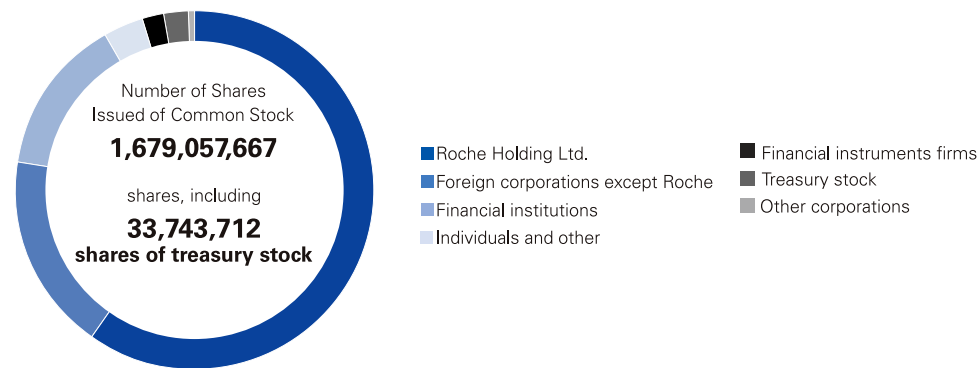 Number of Shares
Issued of Common Stock
1,679,057,667
shares, including
33,743,712
shares of treasury stock
Roche Holding Ltd.
Foreign corporations except Roche
Financial institutions
Individuals and other
Financial instruments firms
Treasury stock
Other corporations